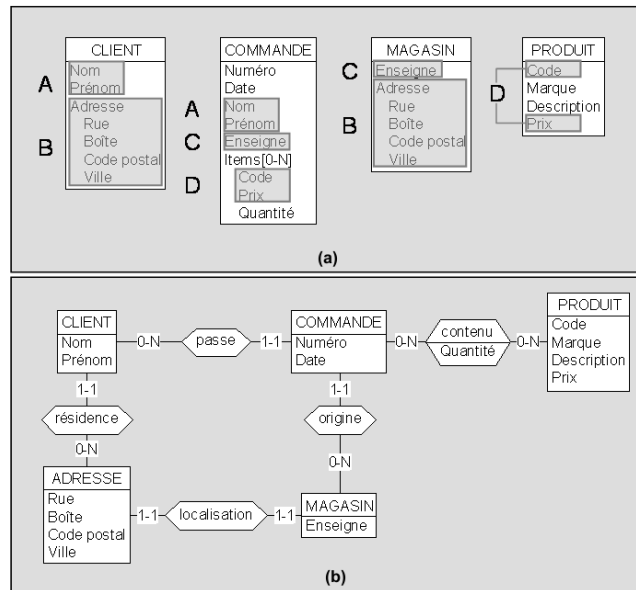 CLIENT
Nom
Prénom
Adresse
Rue
Boîte
Code postal
Ville
A
B
COMMANDE
Numéro
Date
Nom
Prénom
Enseigne
Items[0-N]
Code
Prix
Quantité
A
C
D
MAGASIN
Enseigne
Adresse
Rue
Boîte
Code postal
Ville
C
B
PRODUIT
Code
Marque
Description
Prix
D
(a)
CLIENT
Nom
Prénom
0-N
passe
1-1
COMMANDE
Numéro
Date
0-N
contenu
Quantité
0-N
PRODUIT
Code
Marque
Description
Prix
1-1
résidence
0-N
1-1
origine
0-N
ADRESSE
Rue
Boîte
Code postal
Ville
1-1
localisation
1-1
MAGASIN
Enseigne
(b)